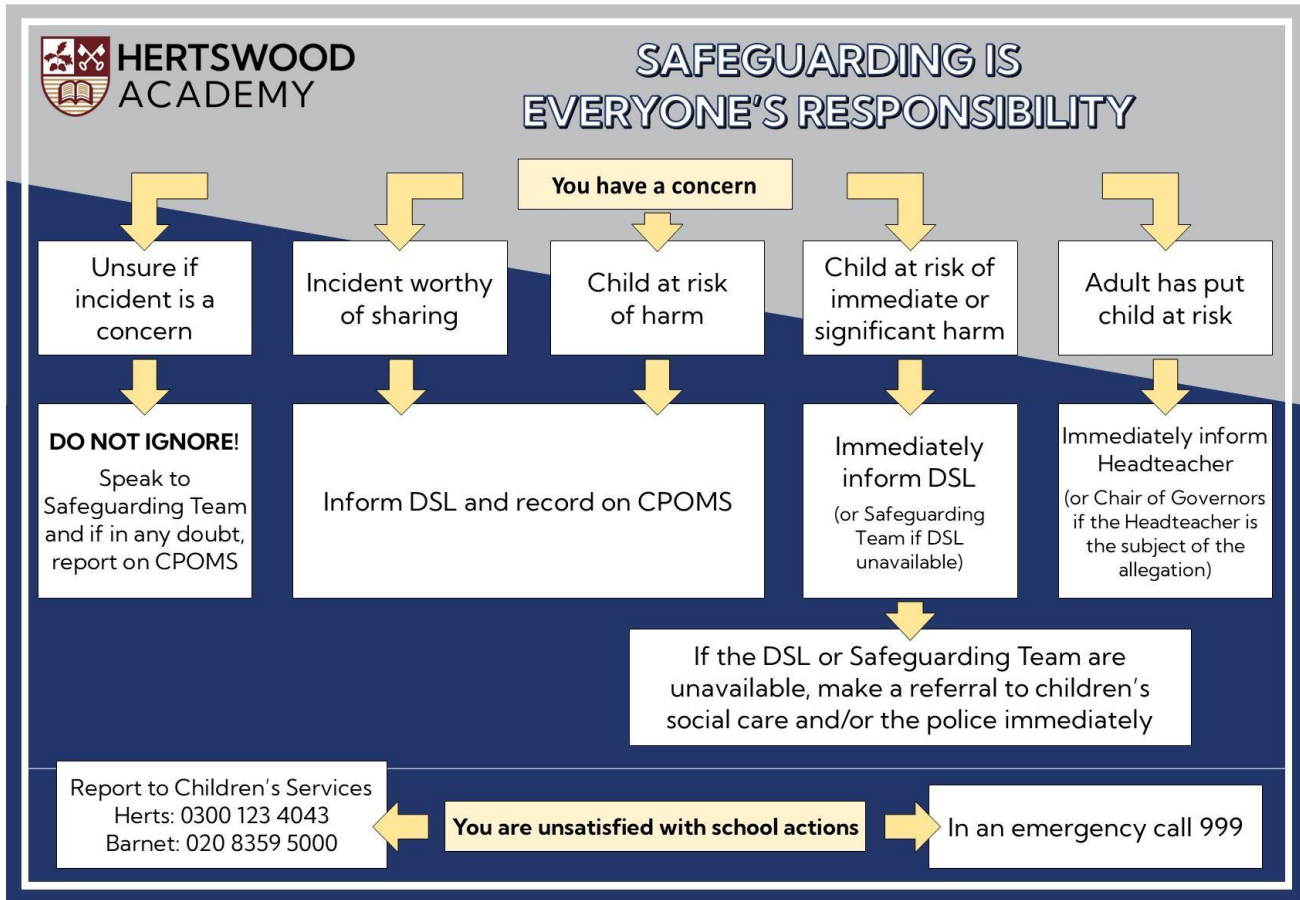 HERTSWOOD
ACADEMY
SAFEGUARDING IS
EVERYONE'S RESPONSIBILITY
You have a concern
Unsure if
incident is a
concern
Incident worthy
of sharing
Child at risk
of harm
Child at risk of
immediate or
significant harm
Adult has put
child at risk
DO NOT IGNORE!
Speak to
Safeguarding Team
and if in any doubt,
report on CPOMS
Inform DSL and record on CPOMS
Immediately
inform DSL
(or Safeguarding
Team if DSL
unavailable)
Immediately inform
Headteacher
(or Chair of Governors
if the Headteacher is
the subject of the
allegation)
If the DSL or Safeguarding Team are
unavailable, make a referral to children's
social care and/or the police immediately
Report to Children's Services
Herts: 0300 123 4043
Barnet: 020 8359 5000
You are unsatisfied with school actions
In an emergency call 999